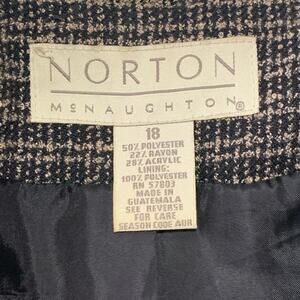 NORTON
McNAUGHTON®
18
50% POLYESTER
22% RAYON
28% ACRYLIC
LINING:
100% POLYESTER
RN 57803
MADE IN
GUATEMALA
SEE REVERSE
FOR CARE
SEASON CODE AUR